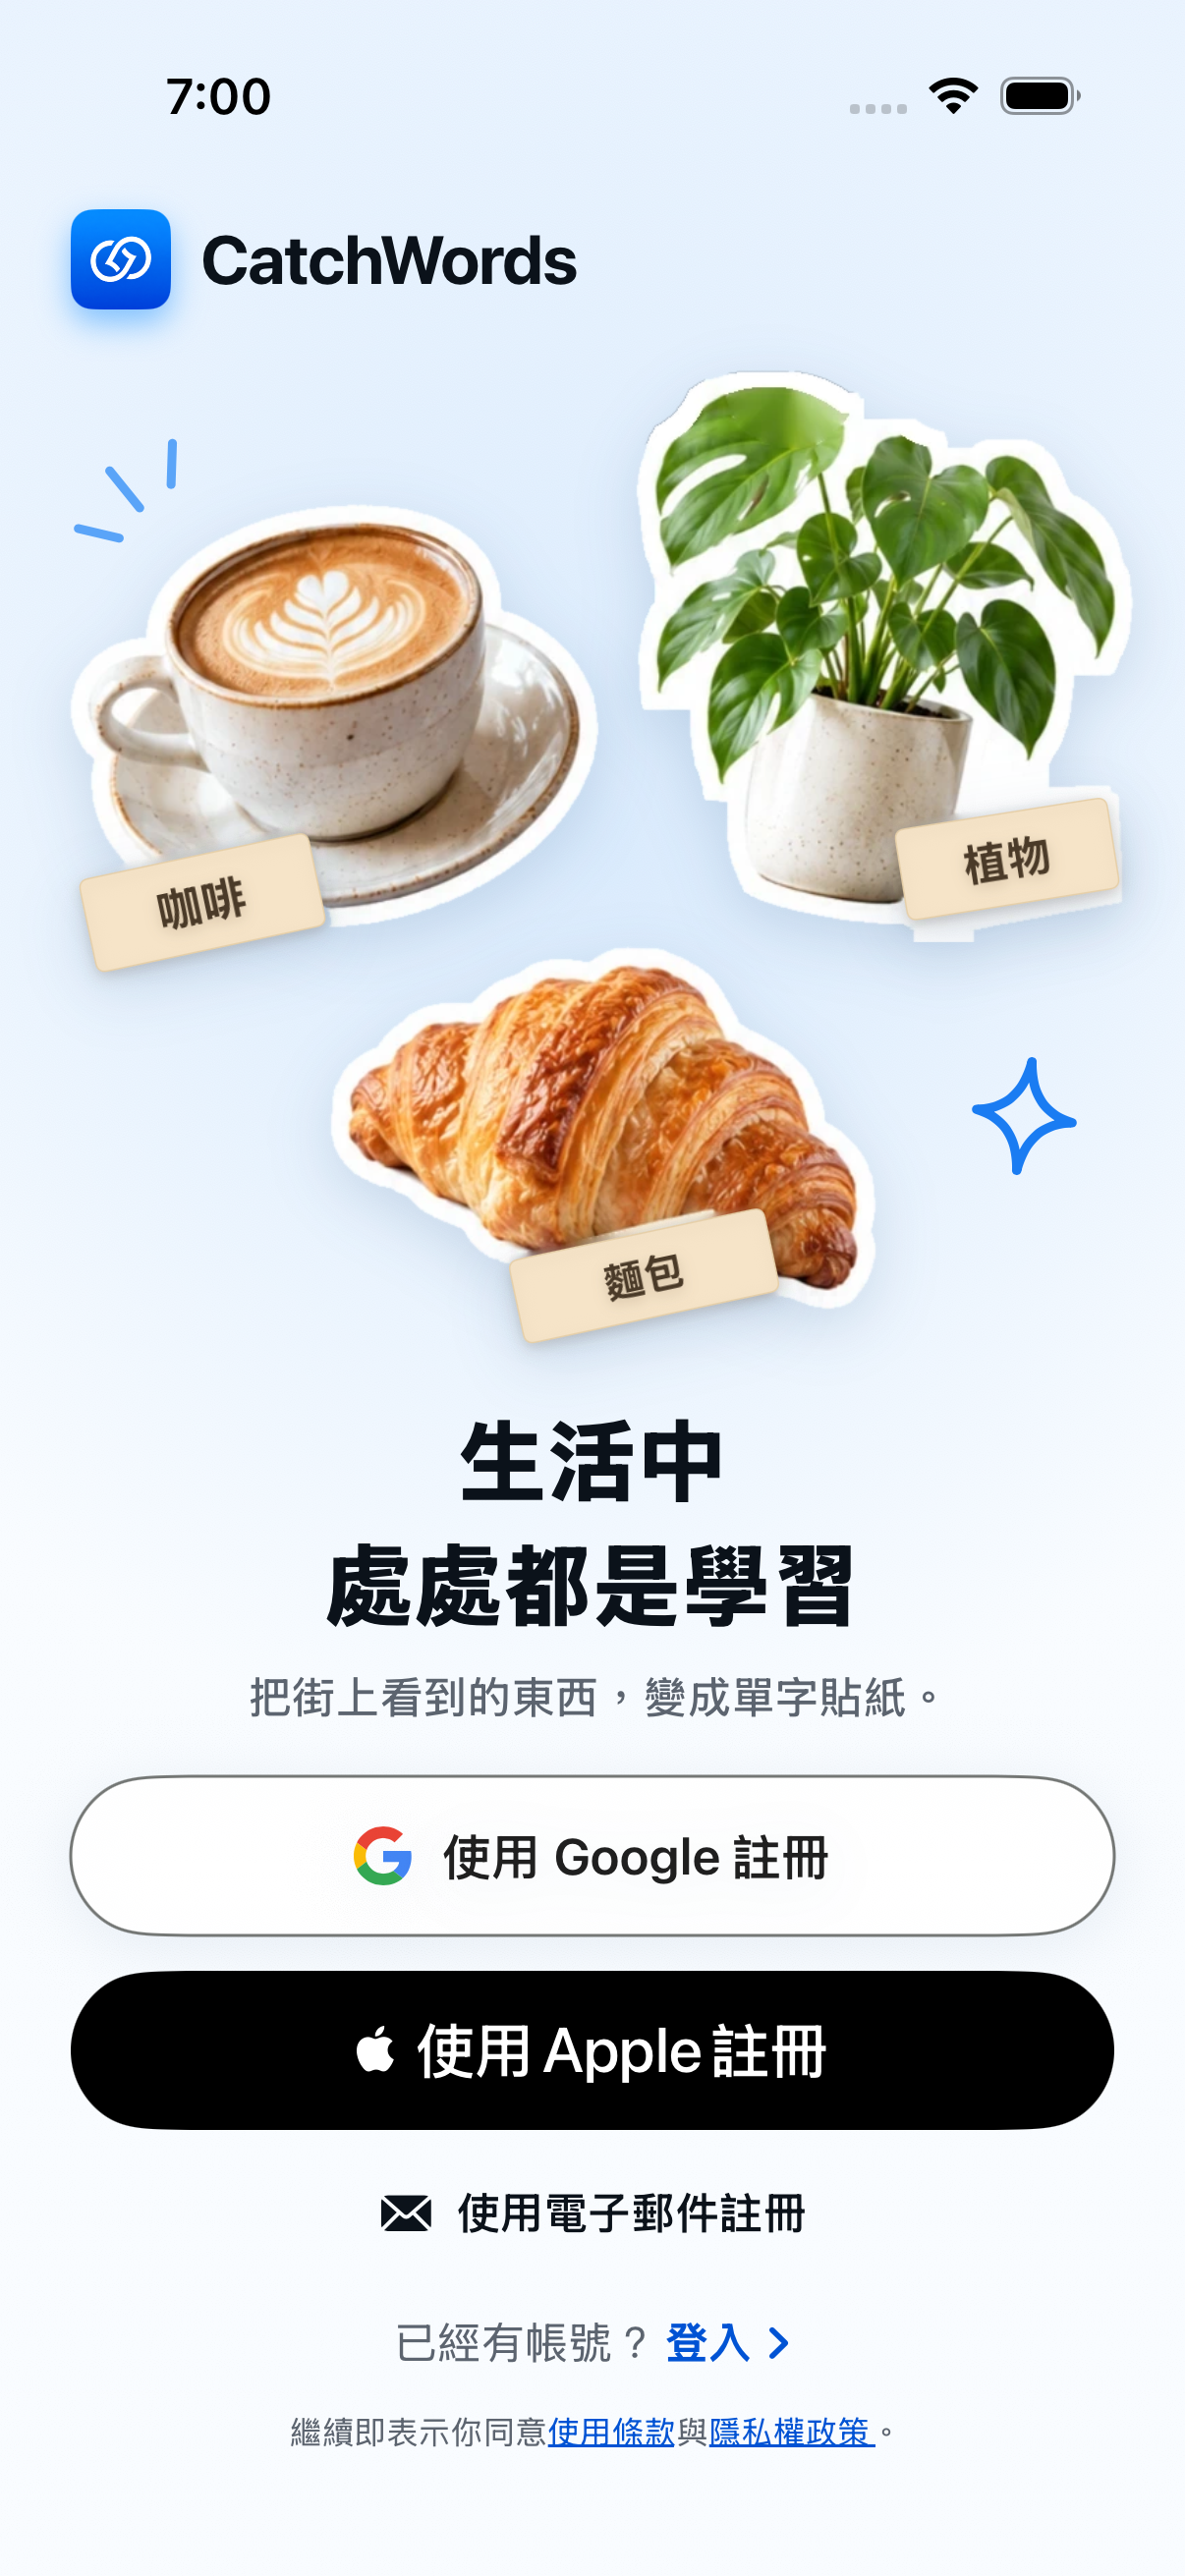 7:00
CatchWords
咖啡
植物
麵包
生活中
處處都是學習
把街上看到的東西，變成單字貼紙。
使用 Google 註冊
使用 Apple 註冊
使用電子郵件註冊
已經有帳號？登入
繼續即表示你同意使用條款與隱私權政策。